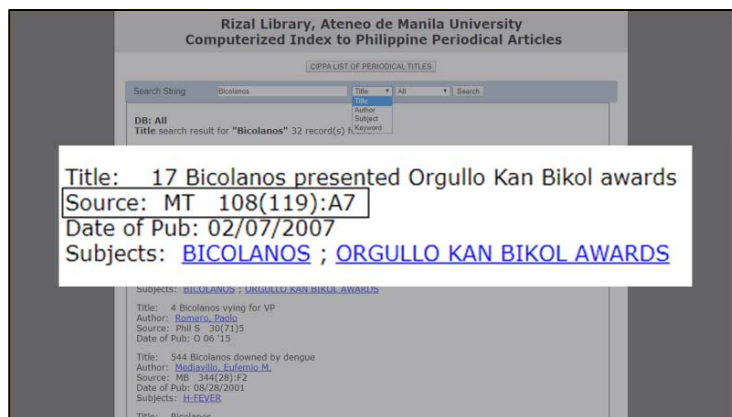 Rizal Library, Ateneo de Manila University
Computerized Index to Philippine Periodical Articles
CIPPA LIST OF PERIODICAL TITLES
Search String Bicolanos Title All Search
Title
Author
Subject
Keyword
DB: All
Title search result for "Bicolanos" 32 record(s)
Title: 17 Bicolanos presented Orgullo Kan Bikol awards
Source: MT 108(119):A7
Date of Pub: 02/07/2007
Subjects: BICOLANOS ; ORGULLO KAN BIKOL AWARDS
Subjects: BICOLANOS ; ORGULLO KAN BIKOL AWARDS
Title: 4 Bicolanos vying for VP
Author: Romero, Paolo
Source: Phil S 30(71)5
Date of Pub: O 06 '15
Title: 544 Bicolanos downed by dengue
Author: Mediavillo, Eufemio M.
Source: MB 344(28):F2
Date of Pub: 08/28/2001
Subjects: H-FEVER
Title: Bicolanos